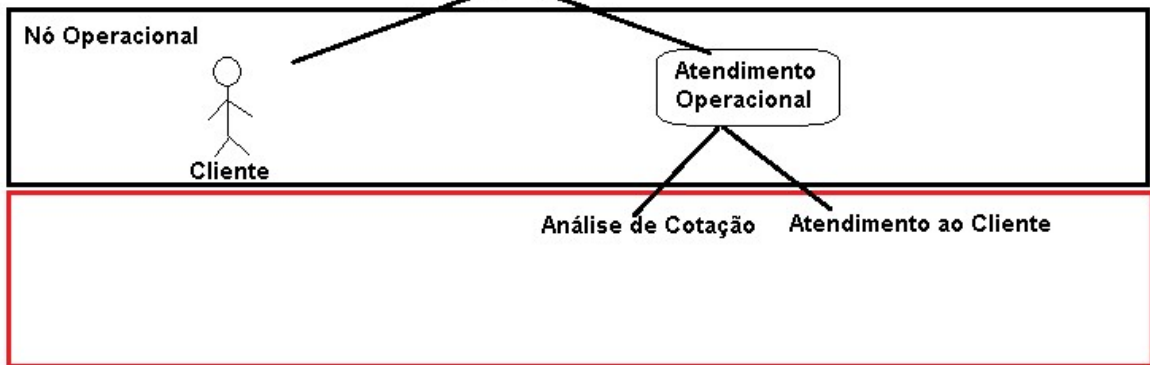 Nó Operacional
Atendimento
Operacional
Cliente
Análise de Cotação
Atendimento ao Cliente